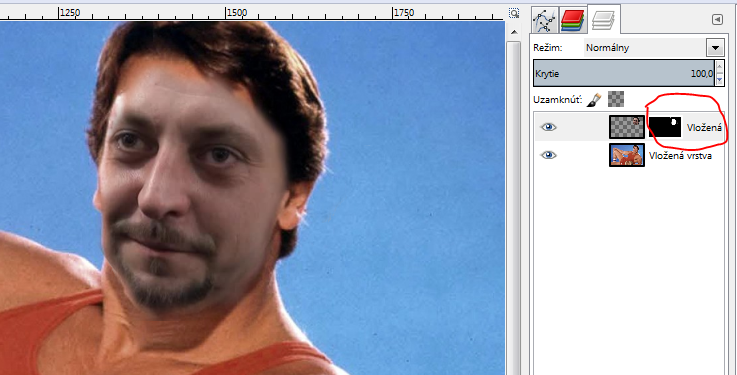 1250 1500 1750
Režim: Normálny
Krytie 100,0
Uzamknúť:
Vložená
Vložená vrstva